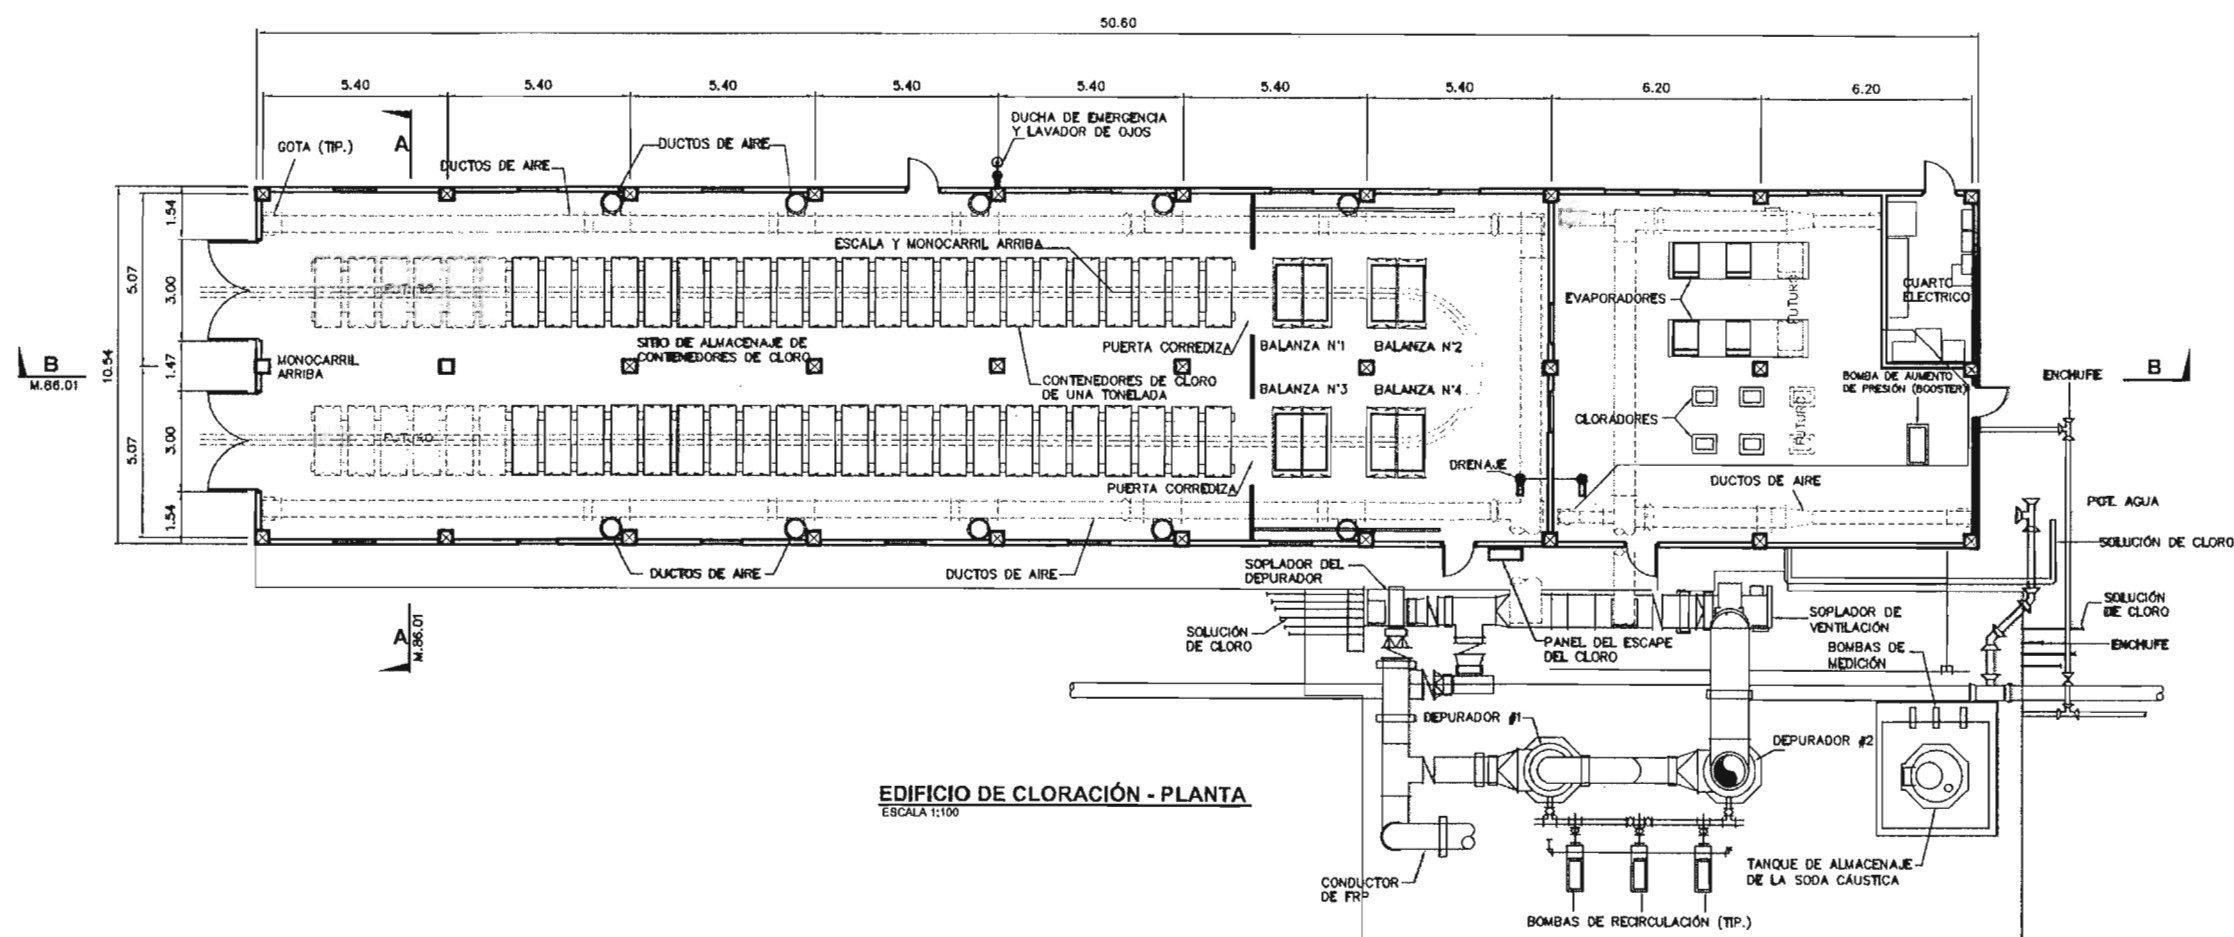 50.60
5.40
5.40
5.40
5.40
5.40
5.40
5.40
6.20
6.20
A
GOTA (TIP.)
DUCTOS DE AIRE
DUCTOS DE AIRE
DUCHA DE EMERGENCIA
Y LAVADOR DE OJOS
1.54
5.07
3.00
1.47
10.54
5.07
3.00
1.54
B
M.86.01
ESCALA Y MONOCARRIL ARRIBA
FUTURO
SITIO DE ALMACENAJE DE
CONTENEDORES DE CLORO
MONOCARRIL
ARRIBA
PUERTA CORREDIZA
BALANZA N°1
BALANZA N°2
CONTENEDORES DE CLORO
DE UNA TONELADA
BALANZA N°3
BALANZA N°4
FUTURO
PUERTA CORREDIZA
EVAPORADORES
FUTURO
CUARTO
ELECTRICO
BOMBA DE AUMENTO
DE PRESIÓN (BOOSTER)
CLORADORES
FUTURO
DRENAJE
DUCTOS DE AIRE
ENCHUFE
B
POT. AGUA
SOLUCIÓN DE CLORO
DUCTOS DE AIRE
DUCTOS DE AIRE
SOPLADOR DEL
DEPURADOR
A
M.86.01
SOLUCIÓN
DE CLORO
PANEL DEL ESCAPE
DEL CLORO
SOPLADOR DE
VENTILACIÓN
BOMBAS DE
MEDICIÓN
SOLUCIÓN
DE CLORO
ENCHUFE
DEPURADOR #1
DEPURADOR #2
EDIFICIO DE CLORACIÓN - PLANTA
ESCALA 1:100
CONDUCTOR
DE FRP
TANQUE DE ALMACENAJE
DE LA SODA CÁUSTICA
BOMBAS DE RECIRCULACIÓN (TIP.)